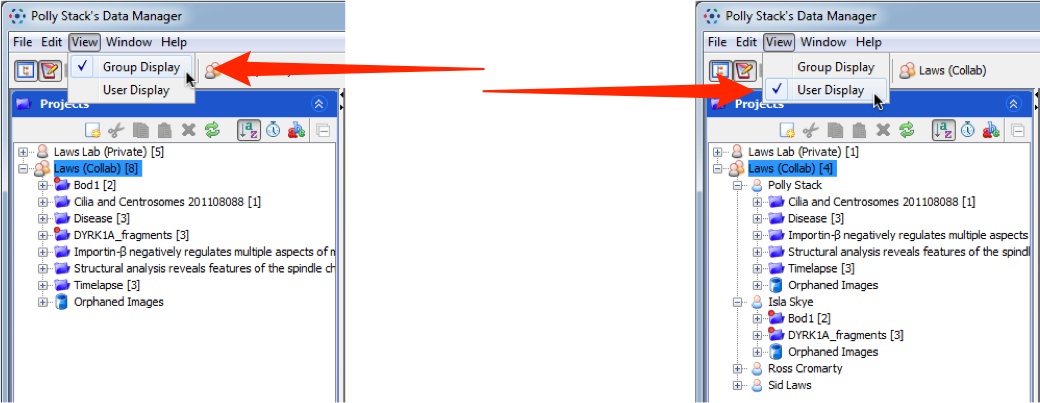 Polly Stack's Data Manager
File Edit View Window Help
Group Display
User Display
Projects
Laws Lab (Private) [5]
Laws (Collab) [8]
Bod1 [2]
Cilia and Centrosomes 201108088 [1]
Disease [3]
DYRK1A_fragments [3]
Importin-β negatively regulates multiple aspects of m
Structural analysis reveals features of the spindle ch
Timelapse [3]
Orphaned Images
Polly Stack's Data Manager
File Edit View Window Help
Group Display
Laws (Collab)
User Display
Projects
Laws Lab (Private) [1]
Laws (Collab) [4]
Polly Stack
Cilia and Centrosomes 201108088 [1]
Disease [3]
Importin-β negatively regulates multiple aspects
Structural analysis reveals features of the spind
Timelapse [3]
Orphaned Images
Isla Skye
Bod1 [2]
DYRK1A_fragments [3]
Orphaned Images
Ross Cromarty
Sid Laws